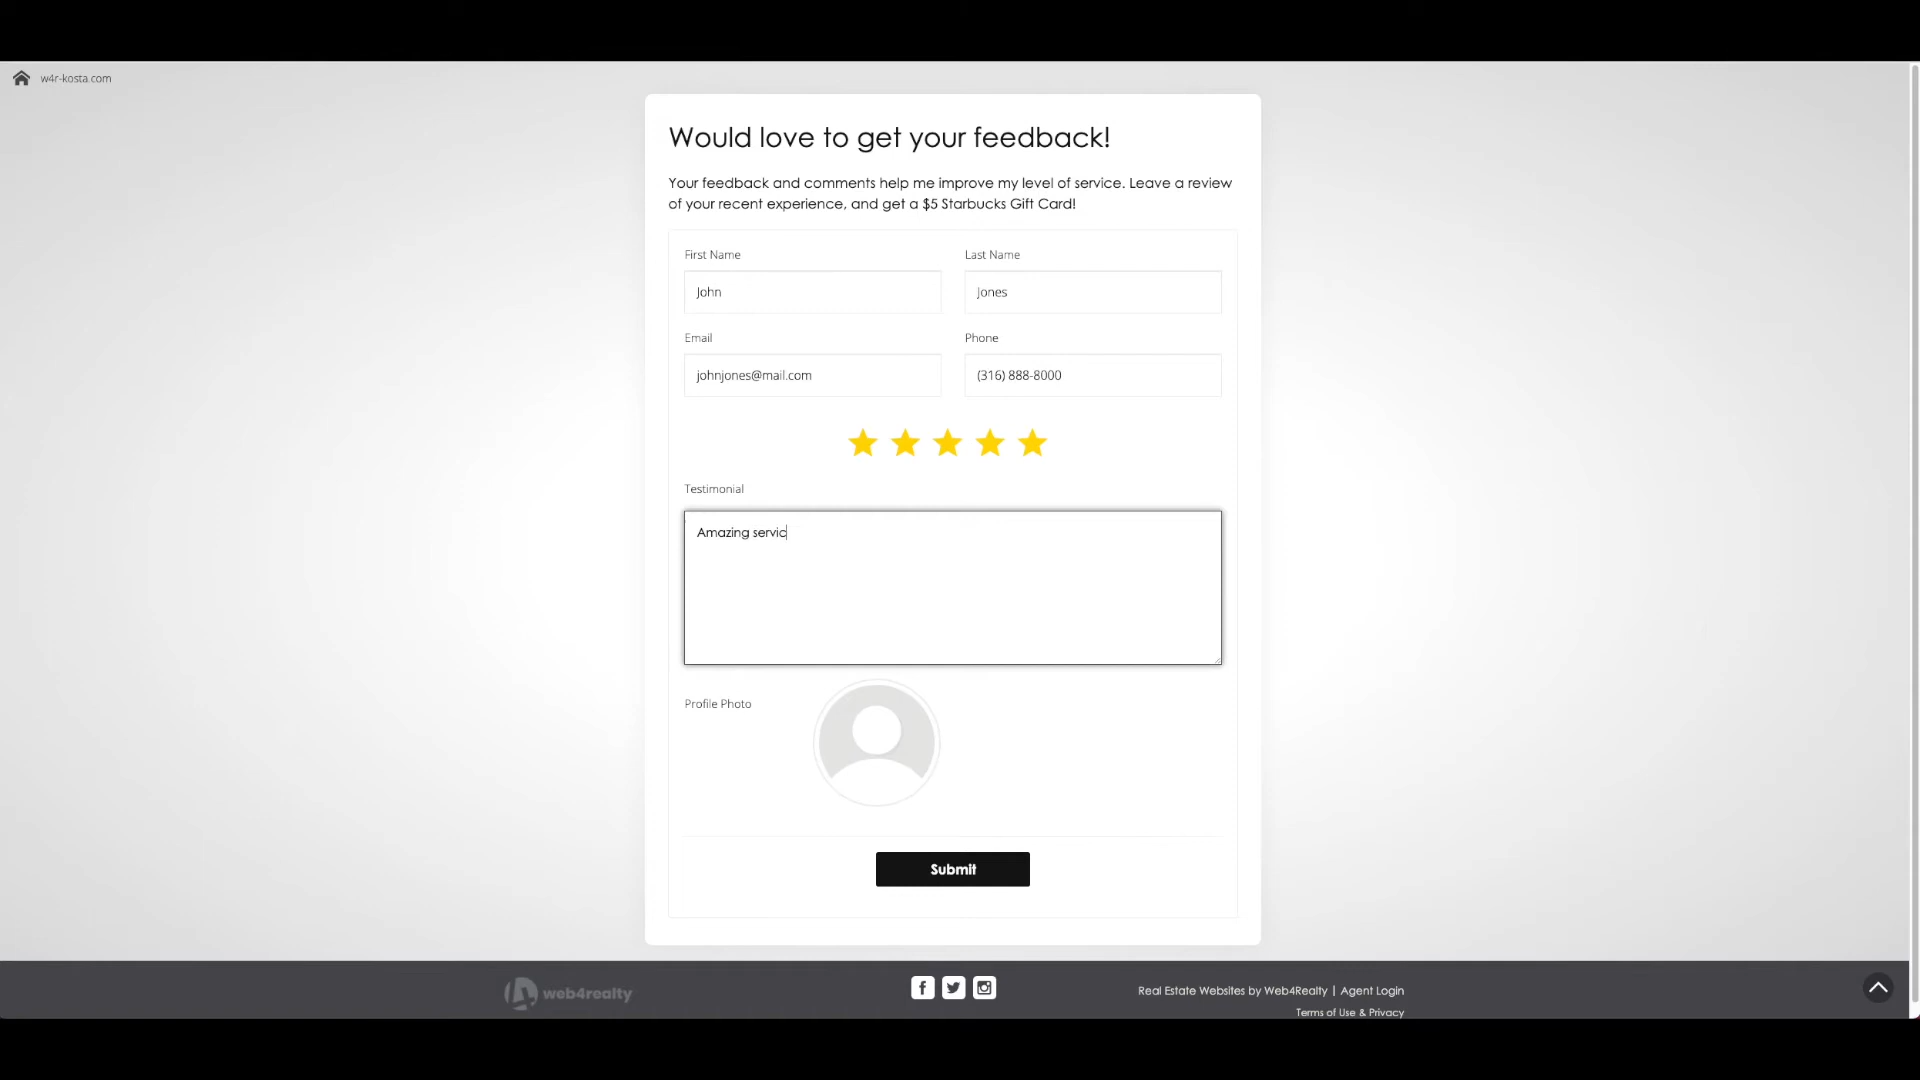 w4r-kosta.com
Would love to get your feedback!
Your feedback and comments help me improve my level of service. Leave a review
of your recent experience, and get a $5 Starbucks Gift Card!
First Name
Last Name
John
Jones
Email
Phone
johnjones@mail.com
(316) 888-8000
Testimonial
Amazing servic
Profile Photo
Submit
web4realty
Real Estate Websites by Web4Realty | Agent Login
Terms of Use & Privacy